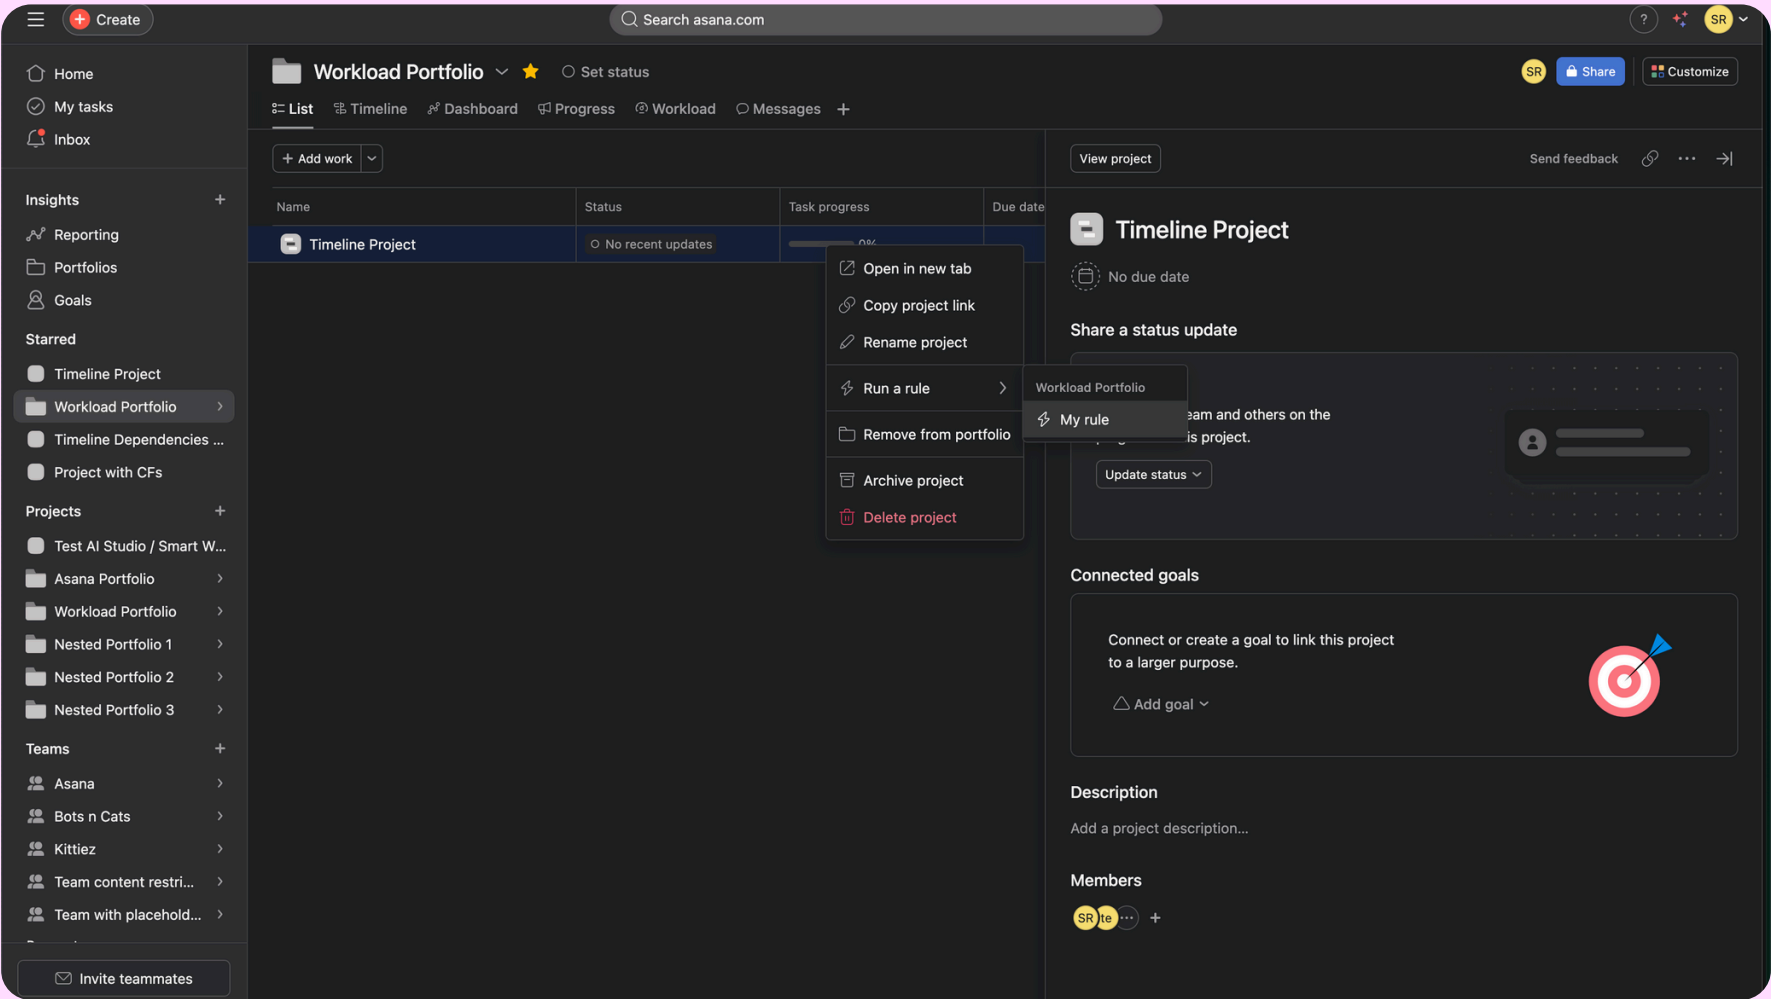 Create
Search asana.com
?
SR
Home
My tasks
Inbox
Insights
Reporting
Portfolios
Goals
Starred
Timeline Project
Workload Portfolio
Timeline Dependencies ...
Project with CFs
Projects
Test AI Studio / Smart W...
Asana Portfolio
Workload Portfolio
Nested Portfolio 1
Nested Portfolio 2
Nested Portfolio 3
Teams
Asana
Bots n Cats
Kittiez
Team content restri...
Team with placehold...
Invite teammates
Workload Portfolio
Set status
SR
Share
Customize
List
Timeline
Dashboard
Progress
Workload
Messages
Add work
Name
Status
Task progress
Due date
Timeline Project
No recent updates
0%
Open in new tab
Copy project link
Rename project
Run a rule
Remove from portfolio
Archive project
Delete project
Workload Portfolio
My rule
View project
Send feedback
Timeline Project
No due date
Share a status update
eam and others on the
is project.
Update status
Connected goals
Connect or create a goal to link this project
to a larger purpose.
Add goal
Description
Add a project description...
Members
SR
te